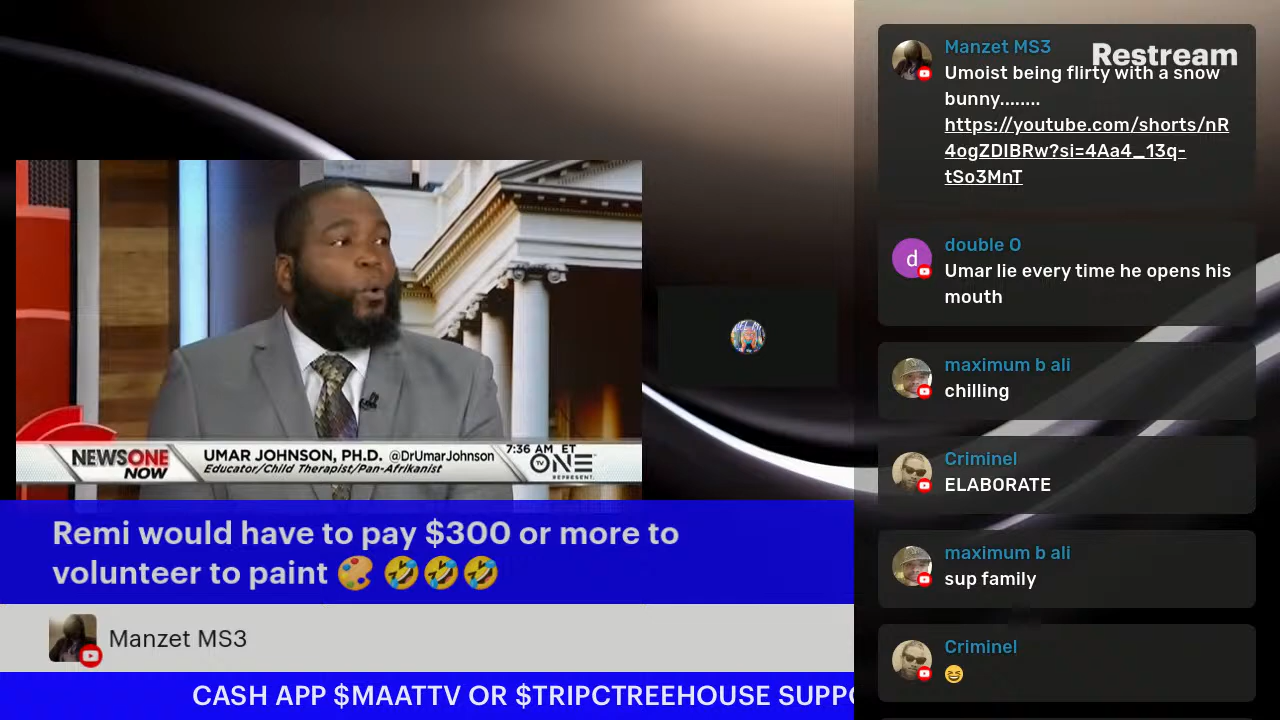 Manzet MS3
Restream
Umoist being flirty with a snow
bunny........
https://youtube.com/shorts/nR
4ogZDIBRw?si=4Aa4_13q-
tSo3MnT
d
double O
Umar lie every time he opens his
mouth
maximum b ali
chilling
Criminel
ELABORATE
maximum b ali
sup family
Criminel
😆
NEWSONE
NOW
UMAR JOHNSON, PH.D. @DrUmarJohnson
Educator/Child Therapist/Pan-Afrikanist
7:36 AM ET
TV ONE
REPRESENT.
Remi would have to pay $300 or more to
volunteer to paint 🎨 🤣🤣🤣
Manzet MS3
CASH APP $MAATTV OR $TRIPCTREEHOUSE SUPPO